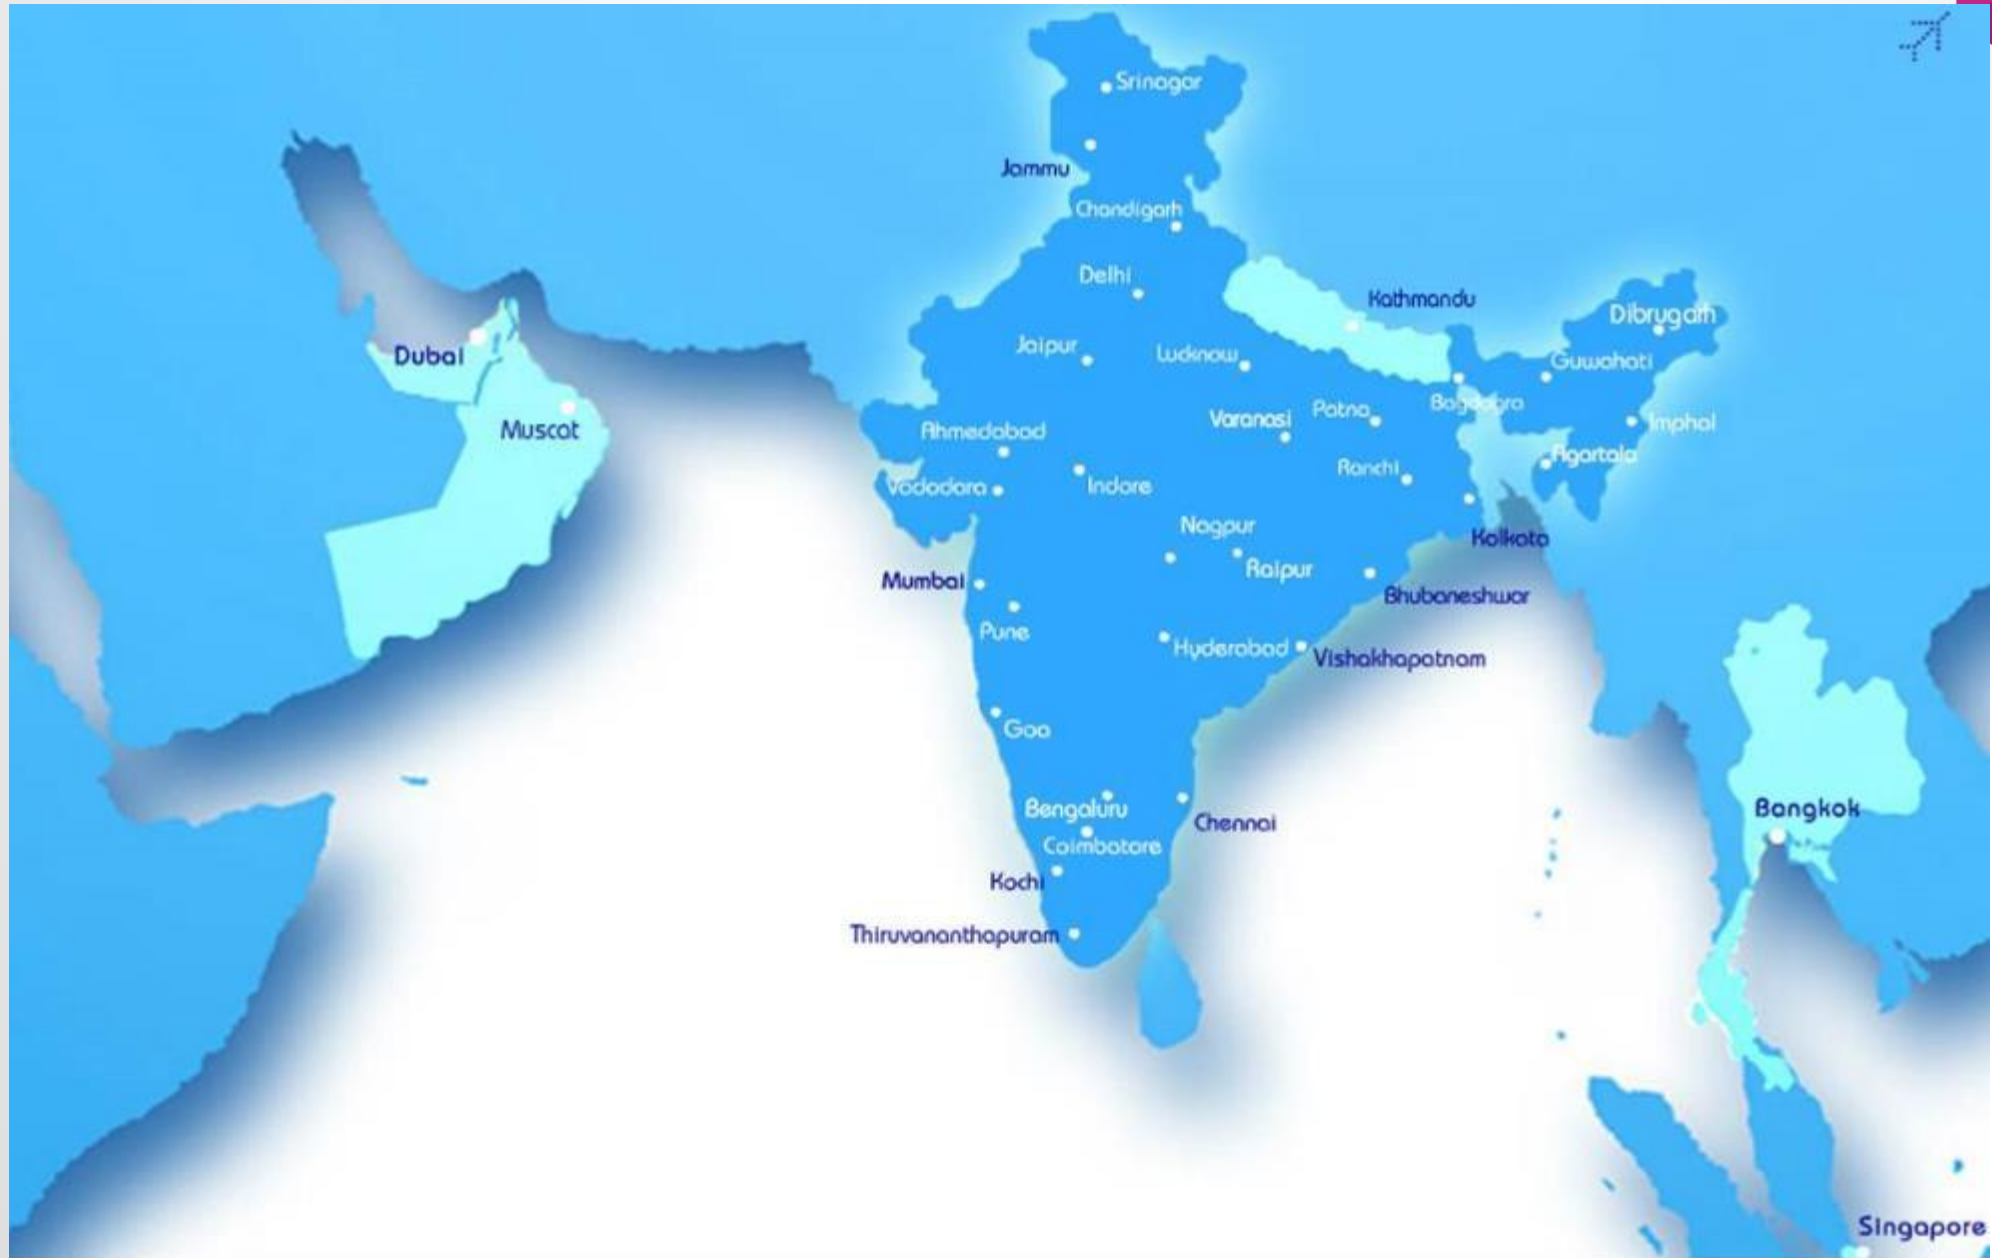 Srinagar
Jammu
Chandigarh
Delhi
Kathmandu
Dibrugarh
Jaipur
Lucknow
Guwahati
Dubai
Bagdogra
Varanasi
Patna
Imphal
Muscat
Ahmedabad
Agartala
Ranchi
Vadodara
Indore
Nagpur
Kolkata
Raipur
Mumbai
Bhubaneshwar
Pune
Hyderabad
Vishakhapatnam
Goa
Bengaluru
Bangkok
Chennai
Coimbatore
Kochi
Thiruvananthapuram
Singapore